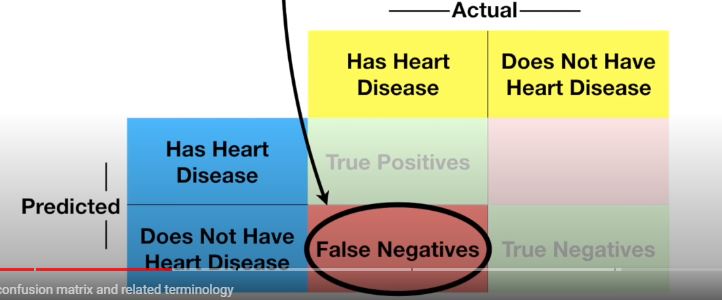 Actual
Has Heart
Disease
Does Not Have
Heart Disease
Has Heart
Disease
True Positives
Predicted
Does Not Have
Heart Disease
False Negatives
True Negatives
confusion matrix and related terminology